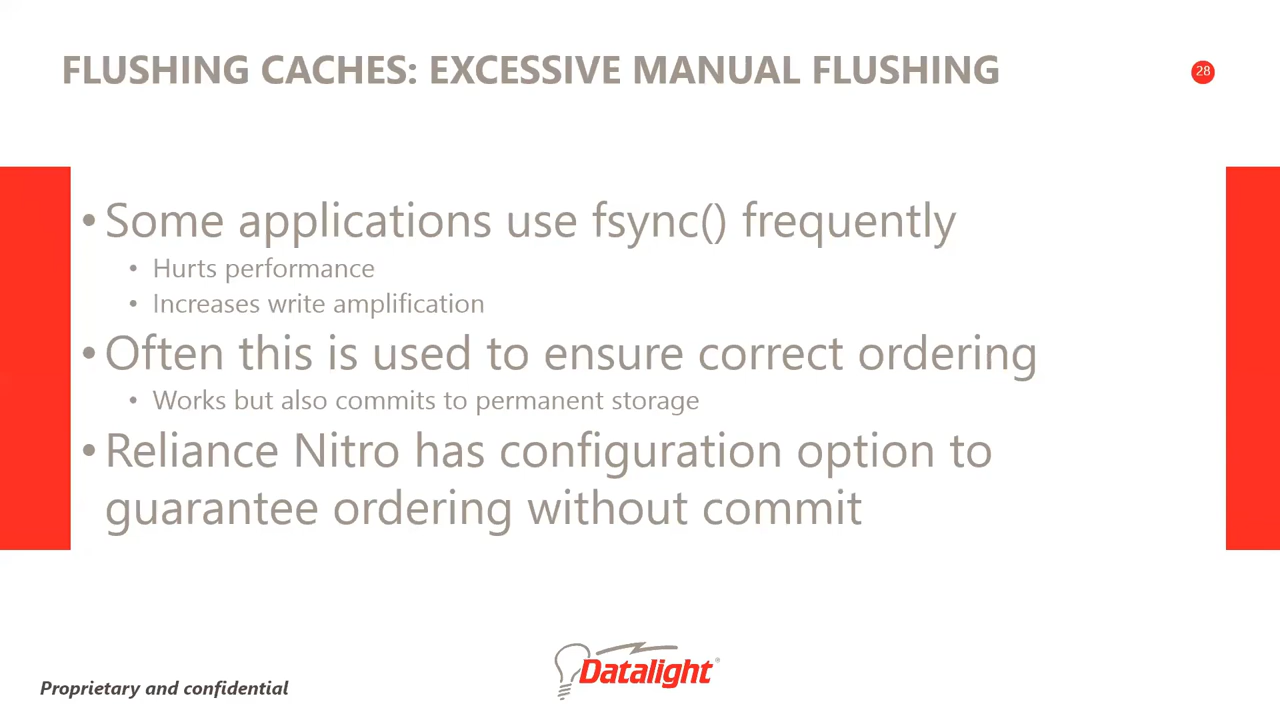 FLUSHING CACHES: EXCESSIVE MANUAL FLUSHING
28
• Some applications use fsync() frequently
• Hurts performance
• Increases write amplification
• Often this is used to ensure correct ordering
• Works but also commits to permanent storage
• Reliance Nitro has configuration option to
guarantee ordering without commit
Datalight®
Proprietary and confidential